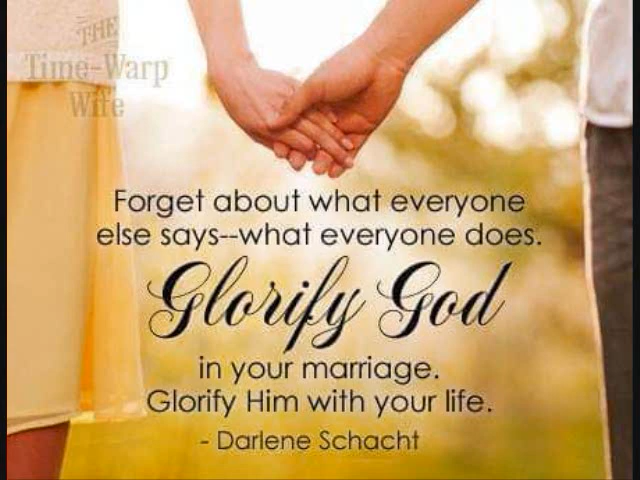 THE
Time-Warp
Wife
Forget about what everyone
else says--what everyone does.
Glorify God
in your marriage.
Glorify Him with your life.
- Darlene Schacht